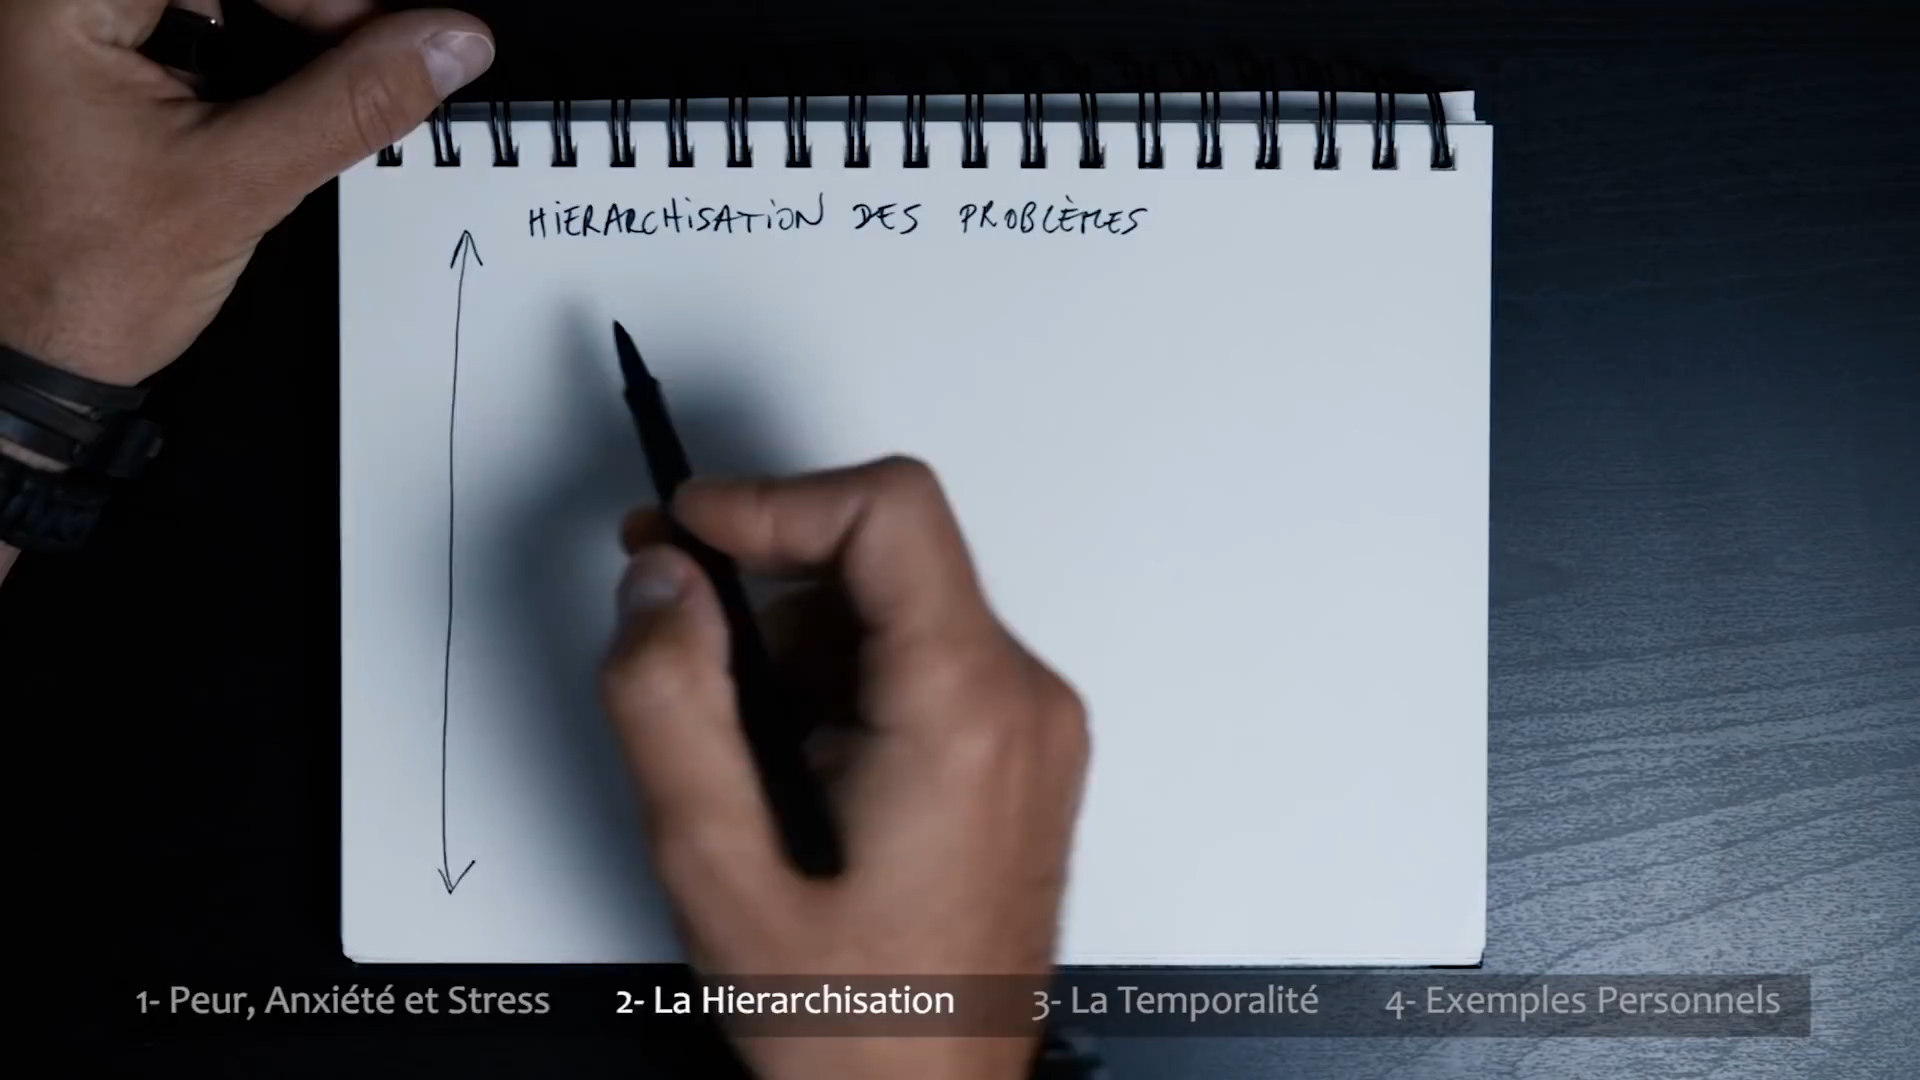 HiERARCHiSATiON DES PROBLÈMES
1- Peur, Anxiété et Stress 2- La Hierarchisation 3- La Temporalité 4- Exemples Personnels